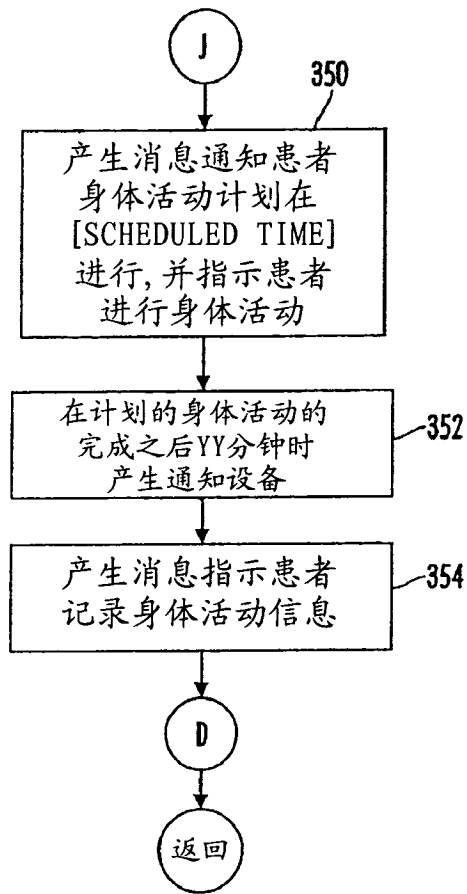 J
350
产生消息通知患者
身体活动计划在
[SCHEDULED TIME]
进行,并指示患者
进行身体活动
在计划的身体活动的
完成之后YY分钟时
产生通知设备
352
产生消息指示患者
记录身体活动信息
354
D
返回